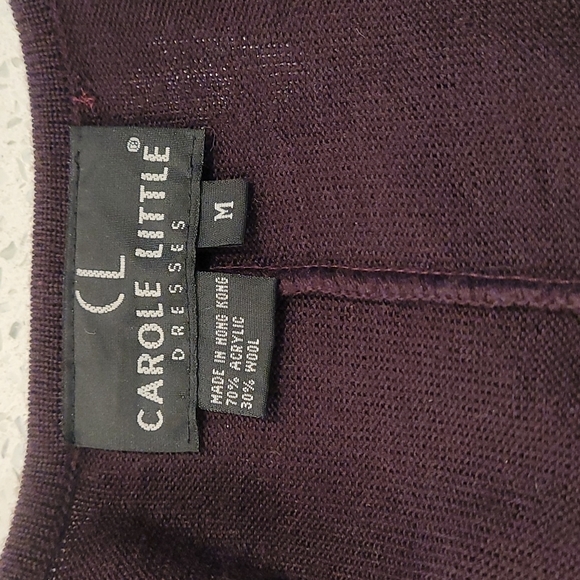 CL
CAROLE LITTLE®
DRESSES
M
MADE IN HONG KONG
70% ACRYLIC
30% WOOL